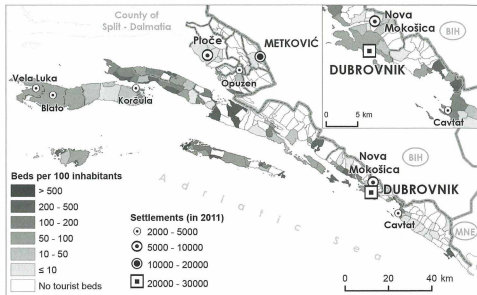 County of
Split - Dalmatia
Ploče
METKOVIĆ
Opuzen
Vela Luka
Blato
Korčula
Nova
Mokošica
BIH
DUBROVNIK
Cavtat
0 5 km
BIH
Nova
Mokošica
DUBROVNIK
Cavtat
MNE
Adriatic Sea
Beds per 100 inhabitants
> 500
200 - 500
100 - 200
50 - 100
10 - 50
≤ 10
No tourist beds
Settlements (in 2011)
2000 - 5000
5000 - 10000
10000 - 20000
20000 - 30000
0 20 40 km